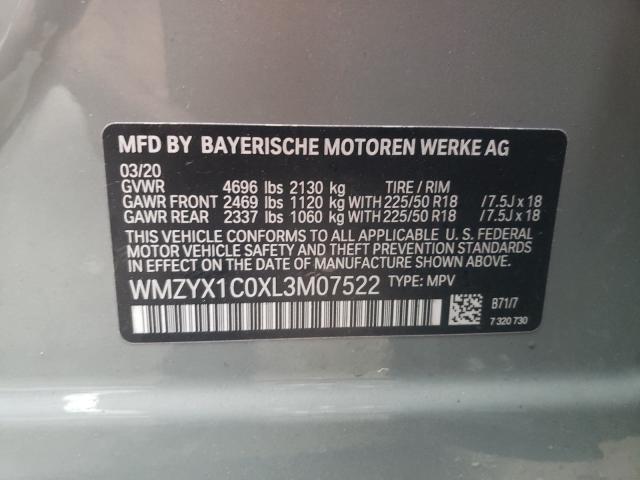 MFD BY BAYERISCHE MOTOREN WERKE AG
03/20
GVWR 4696 lbs 2130 kg TIRE / RIM
GAWR FRONT 2469 lbs 1120 kg WITH 225/50 R18 /7.5J x 18
GAWR REAR 2337 lbs 1060 kg WITH 225/50 R18 /7.5J x 18
THIS VEHICLE CONFORMS TO ALL APPLICABLE U. S. FEDERAL
MOTOR VEHICLE SAFETY AND THEFT PREVENTION STANDARDS
IN EFFECT ON THE DATE OF MANUFACTURE SHOWN ABOVE.
WMZYX1C0XL3M07522 TYPE: MPV
B71/7
7 320 730